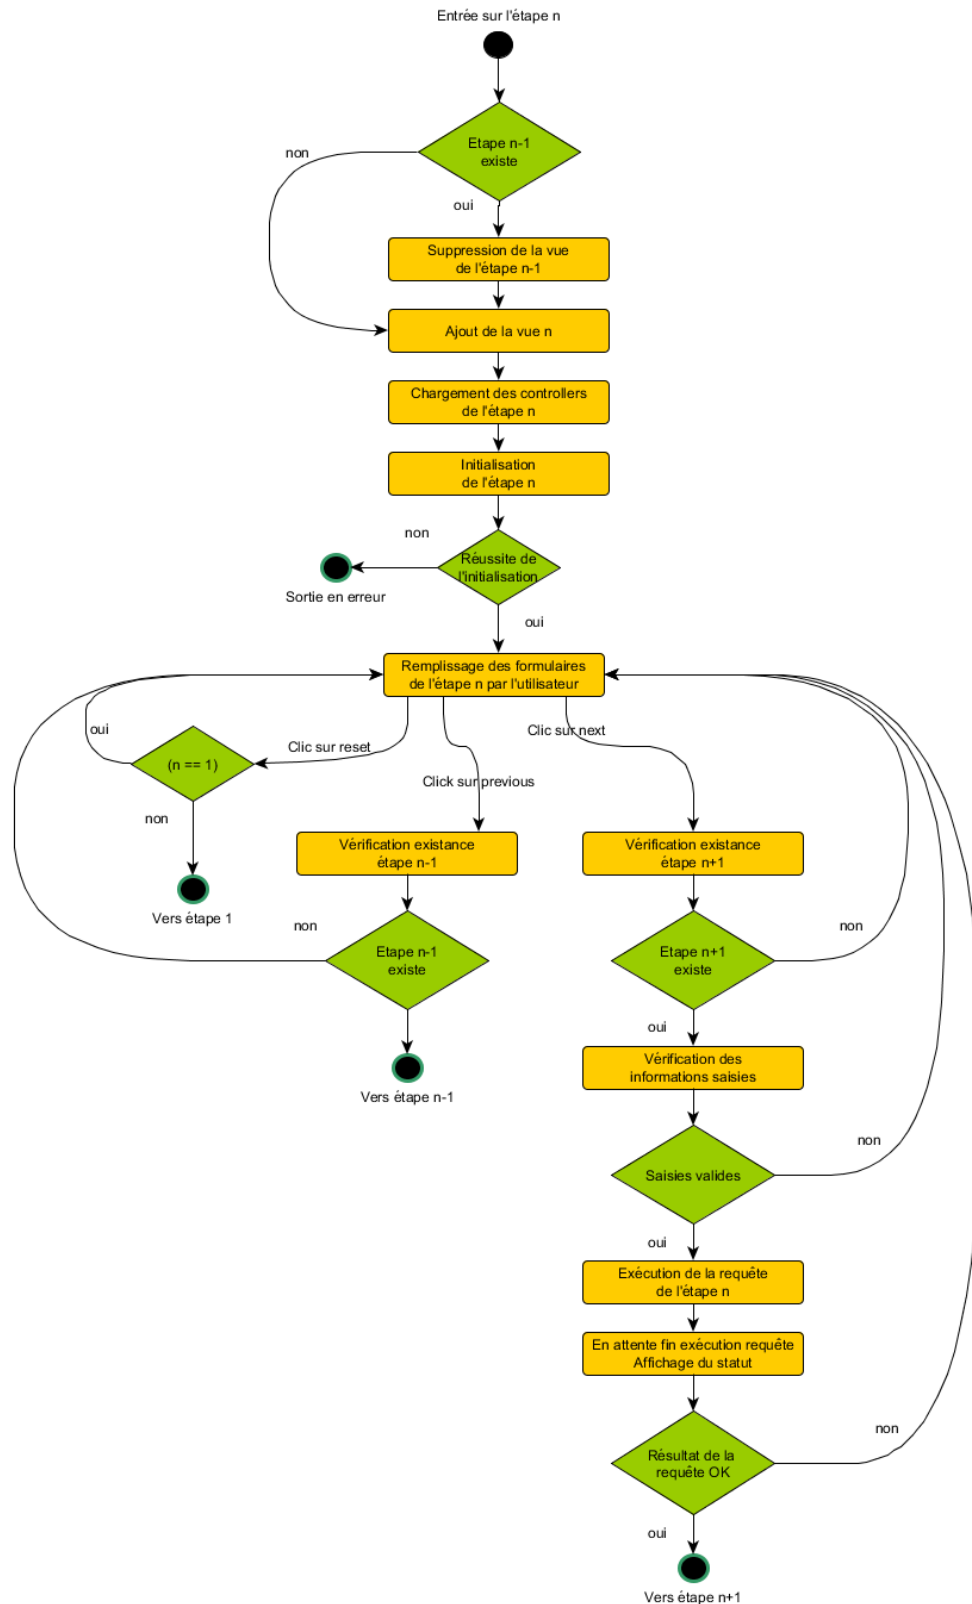 Entrée sur l'étape n
Etape n-1
existe
non
oui
Suppression de la vue
de l'étape n-1
Ajout de la vue n
Chargement des controllers
de l'étape n
Initialisation
de l'étape n
non
Réussite de
l'initialisation
Sortie en erreur
oui
Remplissage des formulaires
de l'étape n par l'utilisateur
oui
Clic sur reset
Clic sur next
(n == 1)
Click sur previous
non
Vers étape 1
Vérification existance
étape n-1
non
Etape n-1
existe
Vers étape n-1
Vérification existance
étape n+1
non
Etape n+1
existe
oui
Vérification des
informations saisies
non
Saisies valides
oui
Exécution de la requête
de l'étape n
En attente fin exécution requête
Affichage du statut
non
Résultat de la
requête OK
oui
Vers étape n+1